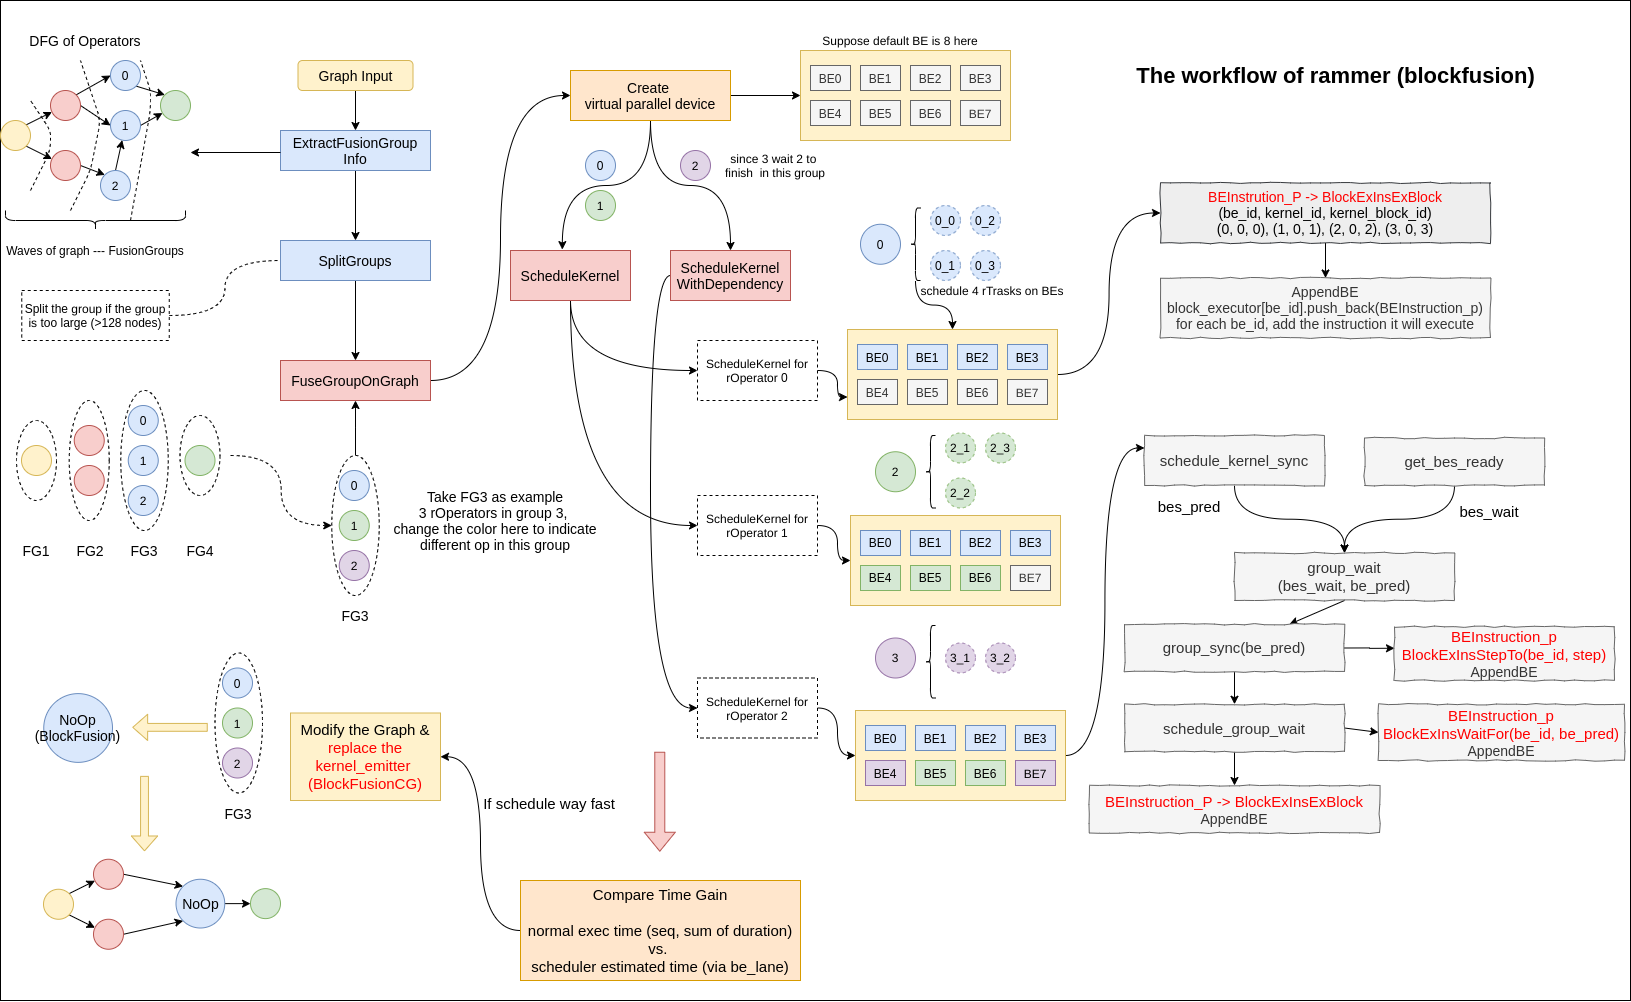 The workflow of rammer (blockfusion)
DFG of Operators
0
1
2
Waves of graph --- FusionGroups
Graph Input
ExtractFusionGroup
Info
SplitGroups
Split the group if the group
is too large (>128 nodes)
FuseGroupOnGraph
0
1
2
FG1
FG2
FG3
FG4
0
1
2
FG3
Take FG3 as example
3 rOperators in group 3,
change the color here to indicate
different op in this group
Create
virtual parallel device
Suppose default BE is 8 here
BE0
BE1
BE2
BE3
BE4
BE5
BE6
BE7
0
1
2
since 3 wait 2 to
finish in this group
ScheduleKernel
ScheduleKernel
WithDependency
0
0_0
0_2
0_1
0_3
schedule 4 rTrasks on BEs
ScheduleKernel for
rOperator 0
BE0
BE1
BE2
BE3
BE4
BE5
BE6
BE7
BEInstrution_P -> BlockExInsExBlock
(be_id, kernel_id, kernel_block_id)
(0, 0, 0), (1, 0, 1), (2, 0, 2), (3, 0, 3)
AppendBE
block_executor[be_id].push_back(BEInstruction_p)
for each be_id, add the instruction it will execute
2
2_1
2_3
2_2
ScheduleKernel for
rOperator 1
BE0
BE1
BE2
BE3
BE4
BE5
BE6
BE7
3
3_1
3_2
ScheduleKernel for
rOperator 2
BE0
BE1
BE2
BE3
BE4
BE5
BE6
BE7
schedule_kernel_sync
get_bes_ready
bes_pred
bes_wait
group_wait
(bes_wait, be_pred)
group_sync(be_pred)
BEInstruction_p
BlockExInsStepTo(be_id, step)
AppendBE
schedule_group_wait
BEInstruction_p
BlockExInsWaitFor(be_id, be_pred)
AppendBE
BEInstruction_P -> BlockExInsExBlock
AppendBE
Compare Time Gain
normal exec time (seq, sum of duration)
vs.
scheduler estimated time (via be_lane)
If schedule way fast
Modify the Graph &
replace the
kernel_emitter
(BlockFusionCG)
0
1
2
FG3
NoOp
(BlockFusion)
NoOp